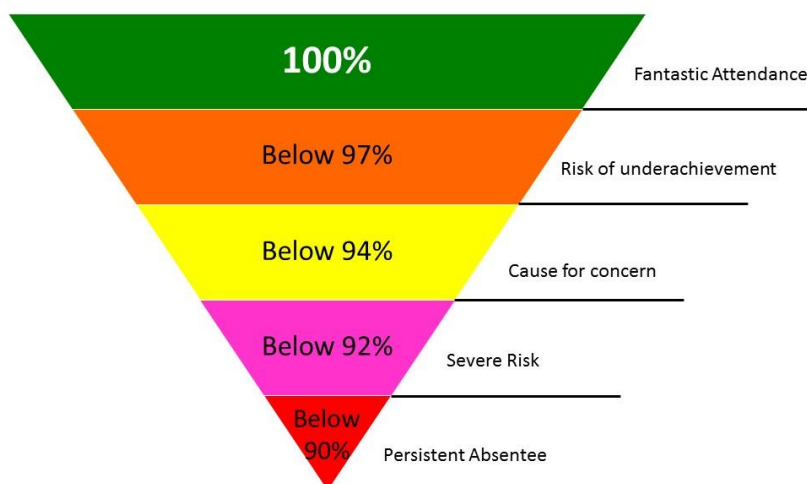 100%
Fantastic Attendance
Below 97%
Risk of underachievement
Below 94%
Cause for concern
Below 92%
Severe Risk
Below
90%
Persistent Absentee